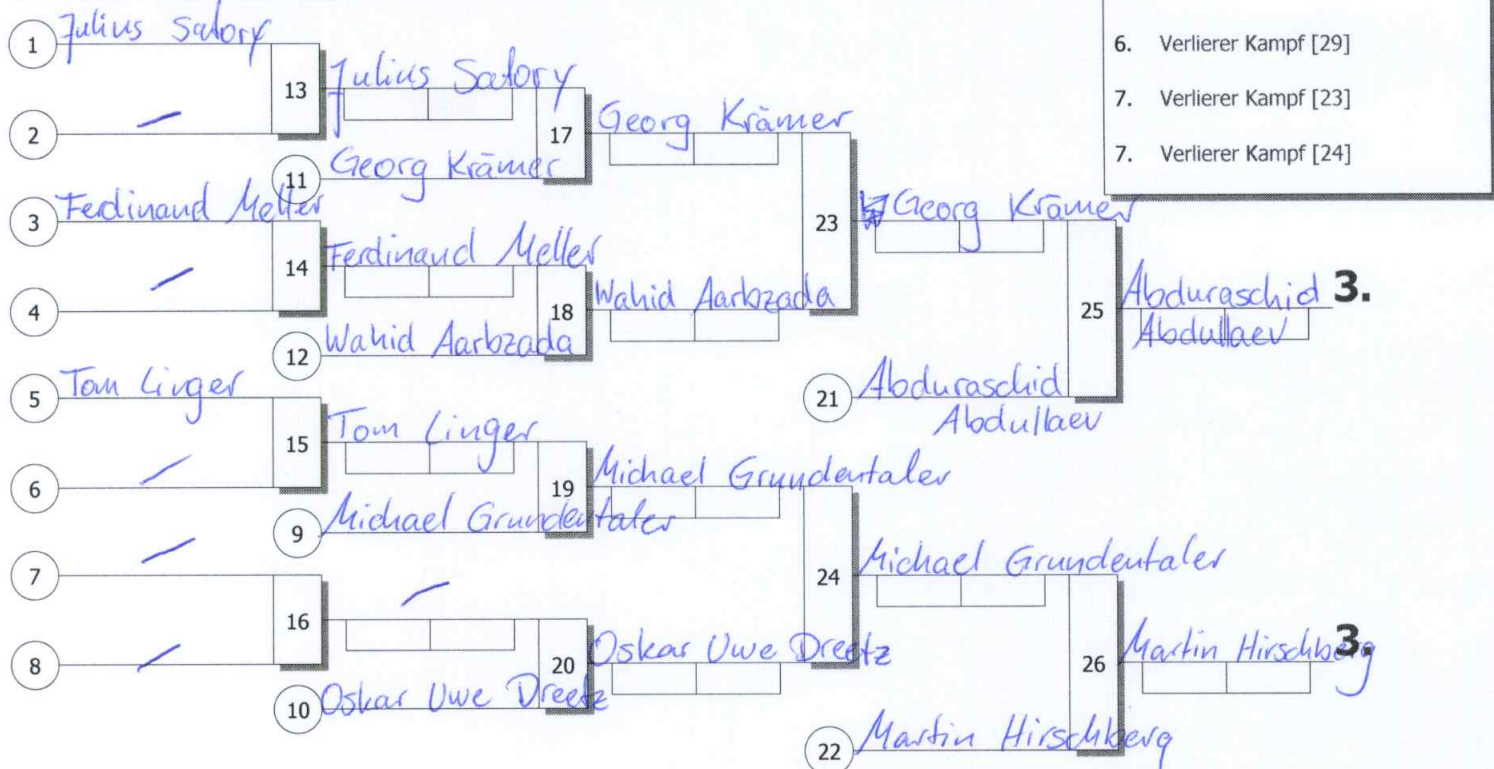 6. Verlierer Kampf [29]
7. Verlierer Kampf [23]
7. Verlierer Kampf [24]
1 Julius Satory
2 –
13 Julius Satory
11 Georg Krämer
17 Georg Krämer
3 Ferdinand Meller
4 –
14 Ferdinand Meller
12 Wahid Aarbzada
18 Wahid Aarbzada
23 Georg Krämer
21 Abduraschid
Abdullaev
25 Abduraschid 3.
Abdullaev
5 Tom Linger
6 –
15 Tom Linger
9 Michael Grundentaler
19 Michael Grundentaler
7 –
8 –
16 –
10 Oskar Uwe Dreetz
20 Oskar Uwe Dreetz
24 Michael Grundentaler
22 Martin Hirschberg
26 Martin Hirschberg 3.